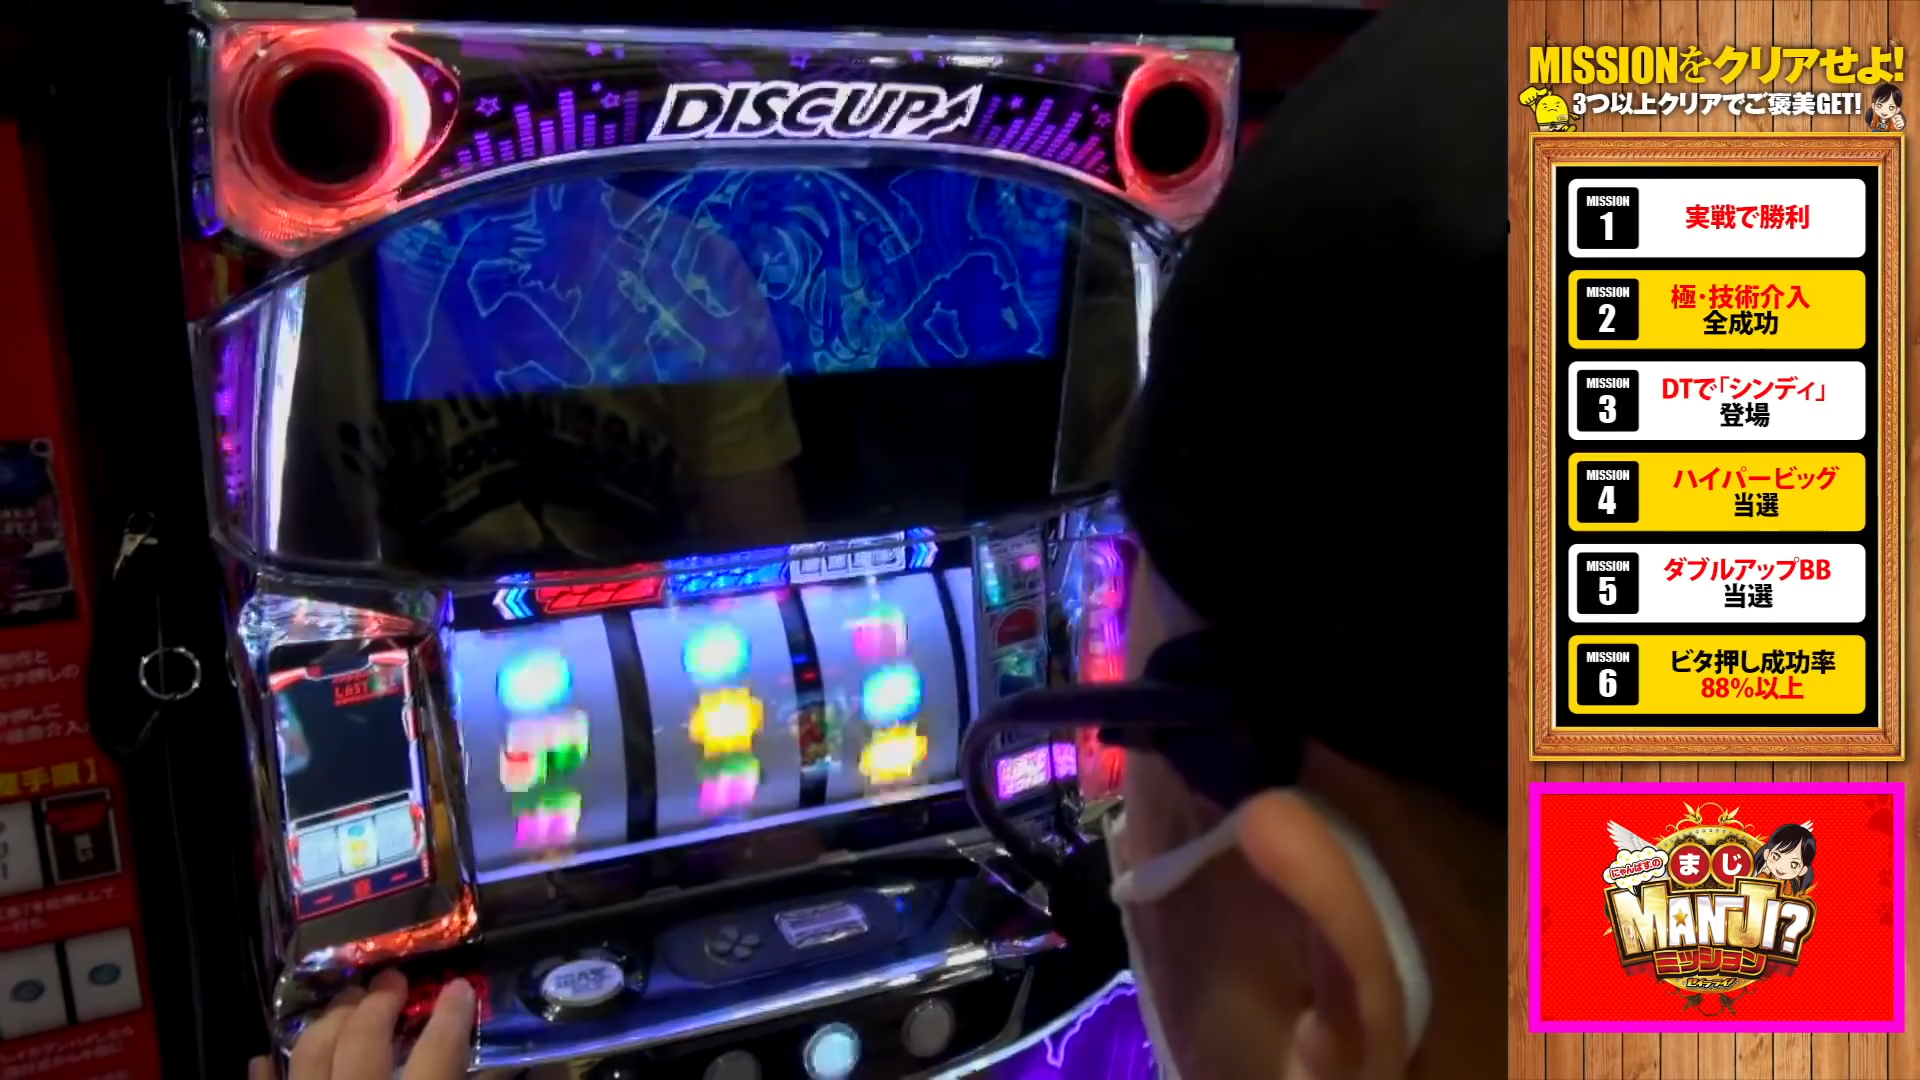 DISCUP
MISSIONをクリアせよ!
3つ以上クリアでご褒美GET!
MISSION
1
実戦で勝利
MISSION
2
極・技術介入
全成功
MISSION
3
DTで「シンディ」
登場
MISSION
4
ハイパービッグ
当選
MISSION
5
ダブルアップBB
当選
MISSION
6
ビタ押し成功率
88%以上
にゃんぱすの
まじ
MANJI?
ミッション
777
LAST
MAX